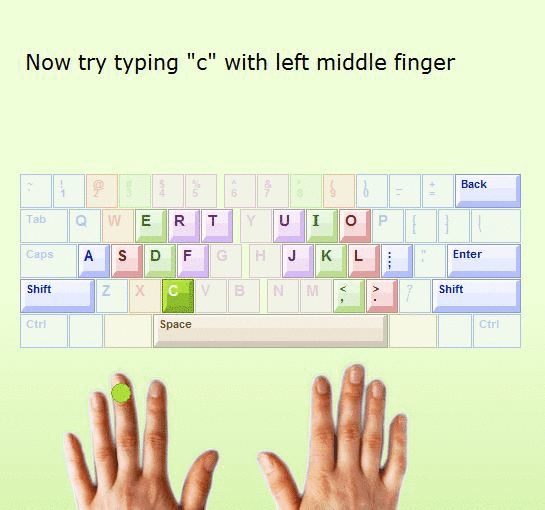 Now try typing "c" with left middle finger
~ ` ! 1 @ 2 # 3 $ 4 % 5 ^ 6 & 7 * 8 ( 9 ) 0 _ - + = Back
Tab Q W E R T Y U I O P { [ } ] | \
Caps A S D F G H J K L : ; " ' Enter
Shift Z X C V B N M < , > . ? / Shift
Ctrl Space Ctrl